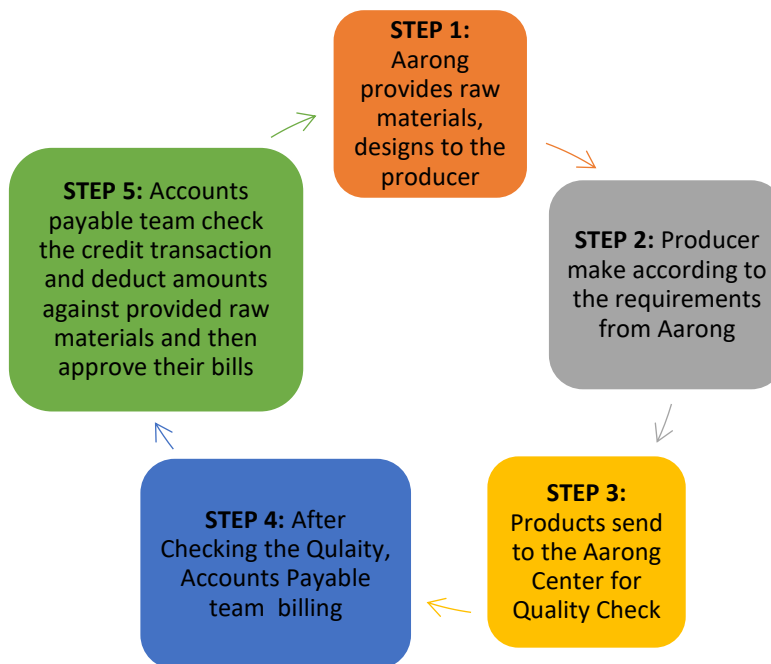 STEP 1:
Aarong
provides raw
materials,
designs to the
producer
STEP 2: Producer
make according to
the requirements
from Aarong
STEP 3:
Products send
to the Aarong
Center for
Quality Check
STEP 4: After
Checking the Qulaity,
Accounts Payable
team billing
STEP 5: Accounts
payable team check
the credit transaction
and deduct amounts
against provided raw
materials and then
approve their bills